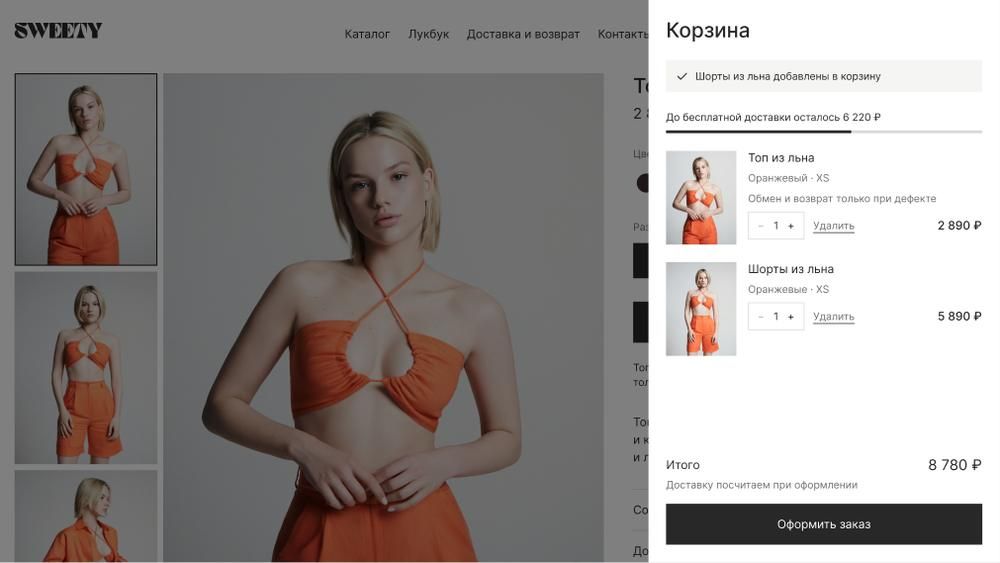 SWEETY
Каталог Лукбук Доставка и возврат
Корзина
Шорты из льна добавлены в корзину
До бесплатной доставки осталось 6 220 ₽
Топ из льна
Оранжевый · XS
Обмен и возврат только при дефекте
− 1 + Удалить 2 890 ₽
Шорты из льна
Оранжевые · XS
− 1 + Удалить 5 890 ₽
Итого 8 780 ₽
Доставку посчитаем при оформлении
Оформить заказ